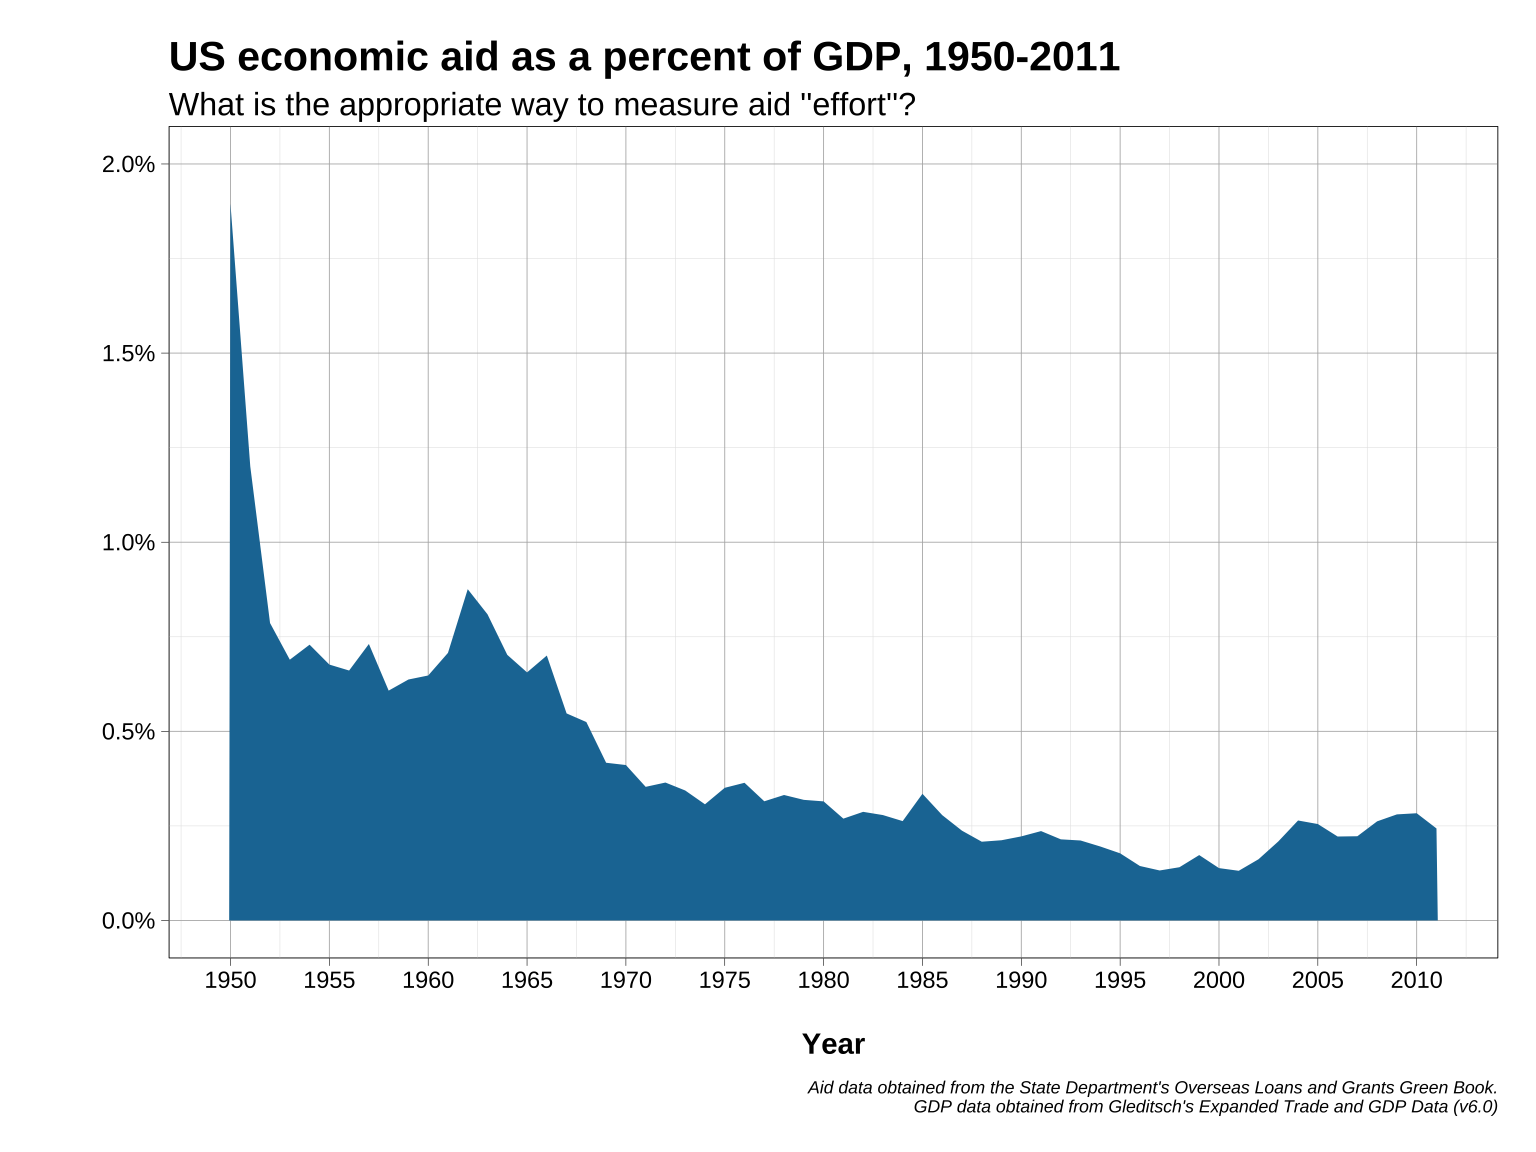 US economic aid as a percent of GDP, 1950-2011
What is the appropriate way to measure aid "effort"?
2.0%
1.5%
1.0%
0.5%
0.0%
1950 1955 1960 1965 1970 1975 1980 1985 1990 1995 2000 2005 2010
Year
Aid data obtained from the State Department's Overseas Loans and Grants Green Book.
GDP data obtained from Gleditsch's Expanded Trade and GDP Data (v6.0)